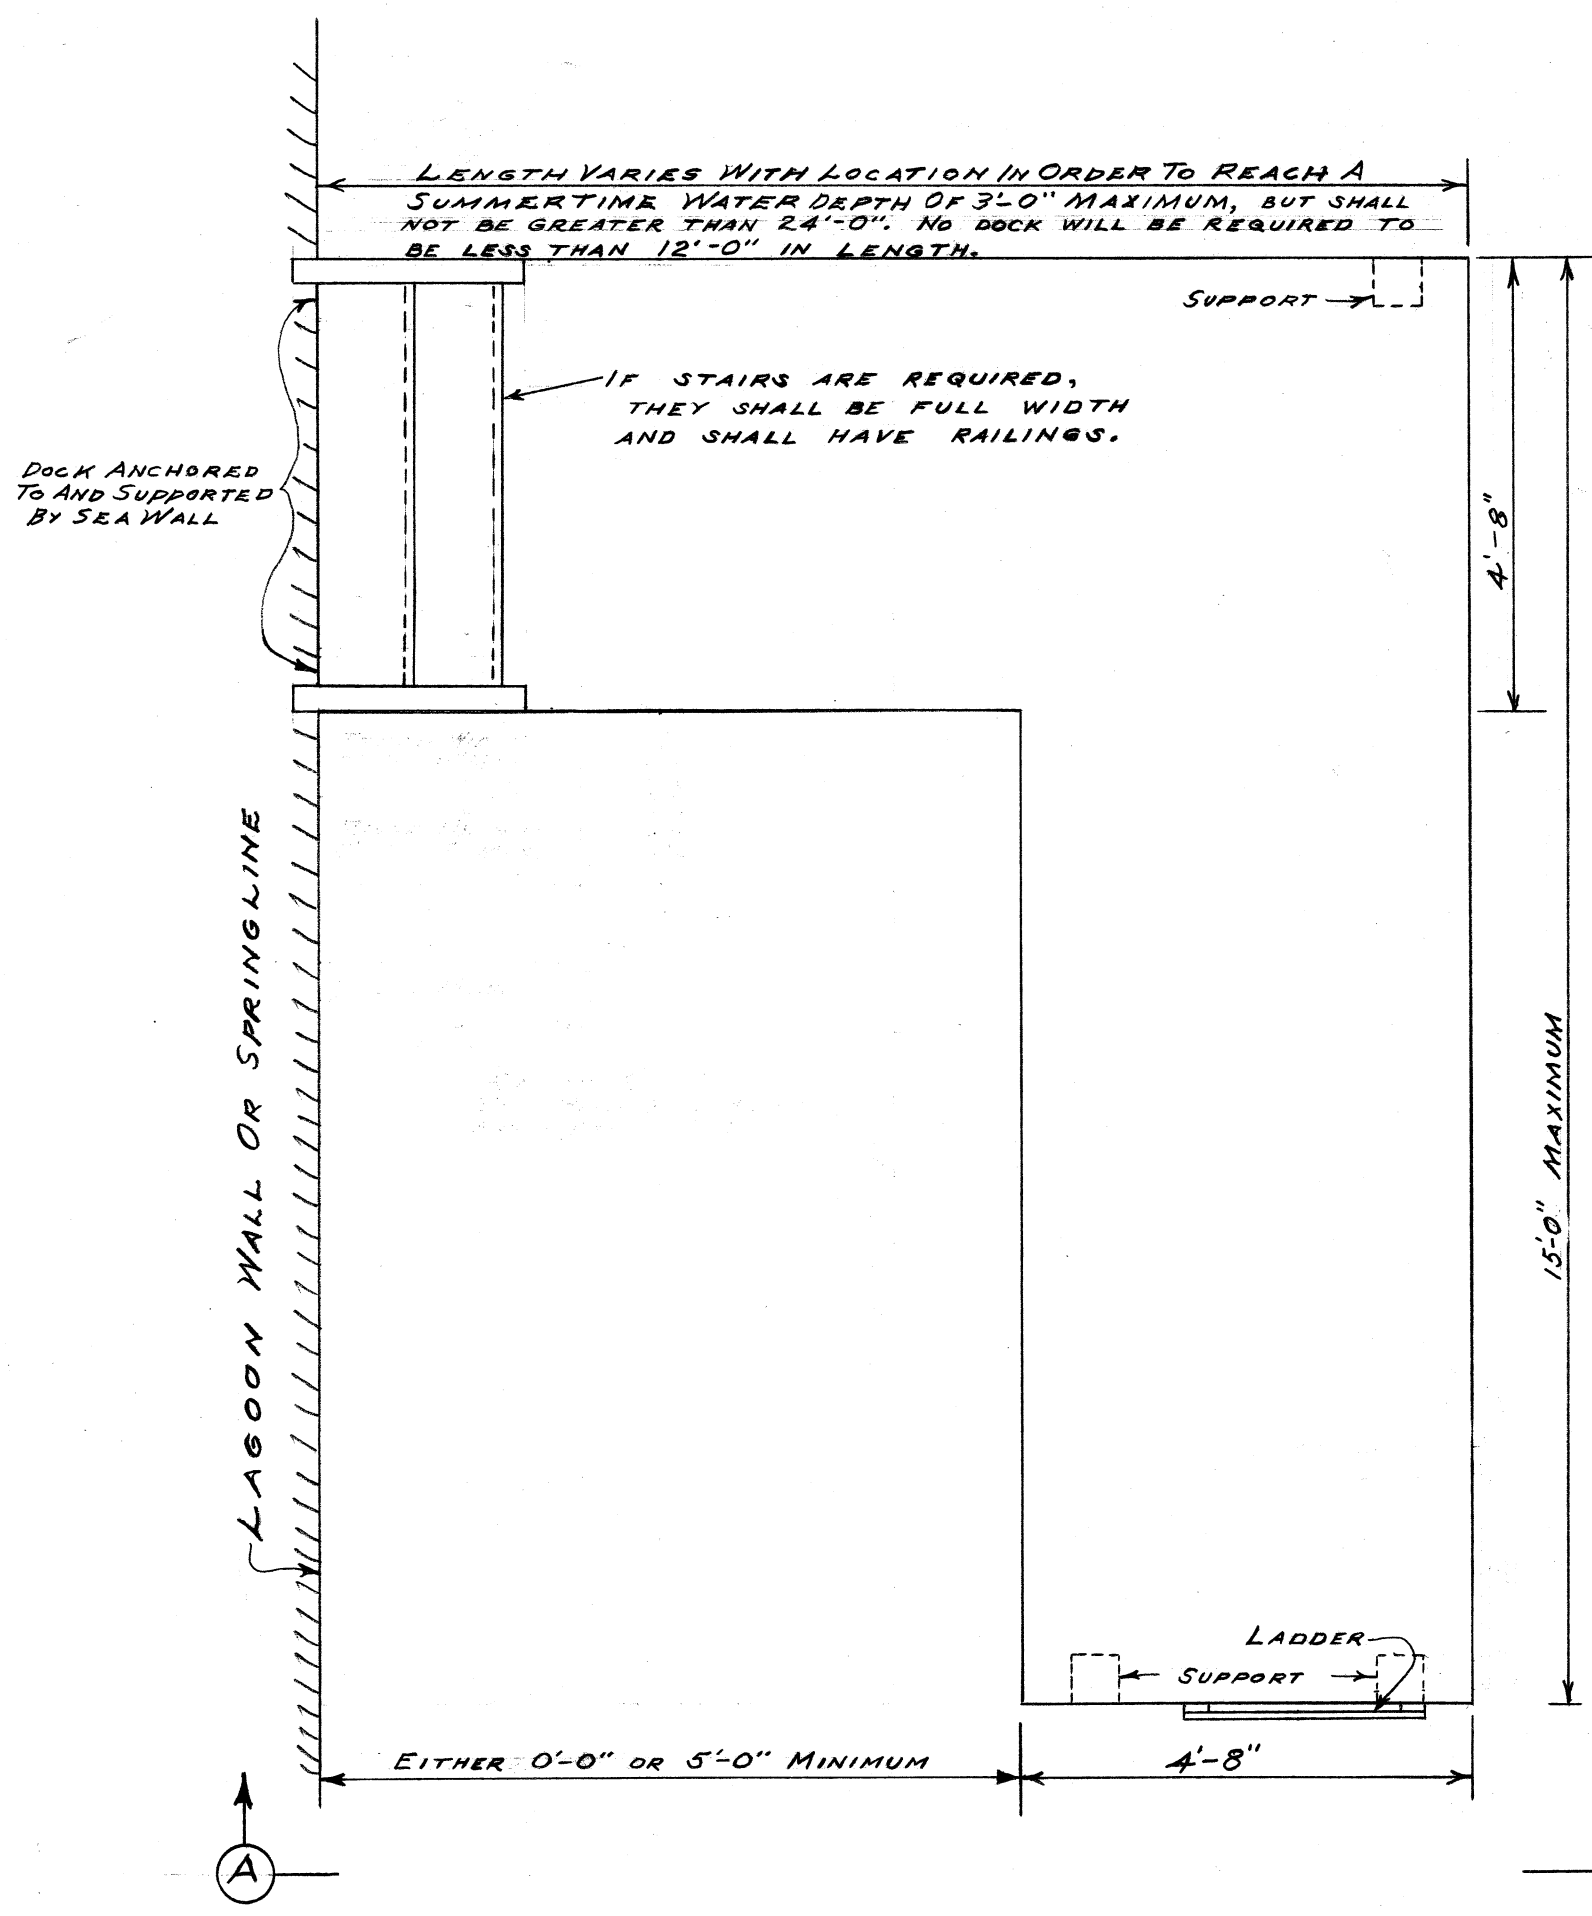 LENGTH VARIES WITH LOCATION IN ORDER TO REACH A
SUMMERTIME WATER DEPTH OF 3'-0" MAXIMUM, BUT SHALL
NOT BE GREATER THAN 24'-0". NO DOCK WILL BE REQUIRED TO
BE LESS THAN 12'-0" IN LENGTH.
SUPPORT
IF STAIRS ARE REQUIRED,
THEY SHALL BE FULL WIDTH
AND SHALL HAVE RAILINGS.
DOCK ANCHORED
TO AND SUPPORTED
BY SEA WALL
4'-8"
LAGOON WALL OR SPRINGLINE
15'-0" MAXIMUM
LADDER
SUPPORT
EITHER 0'-0" OR 5'-0" MINIMUM
4'-8"
A